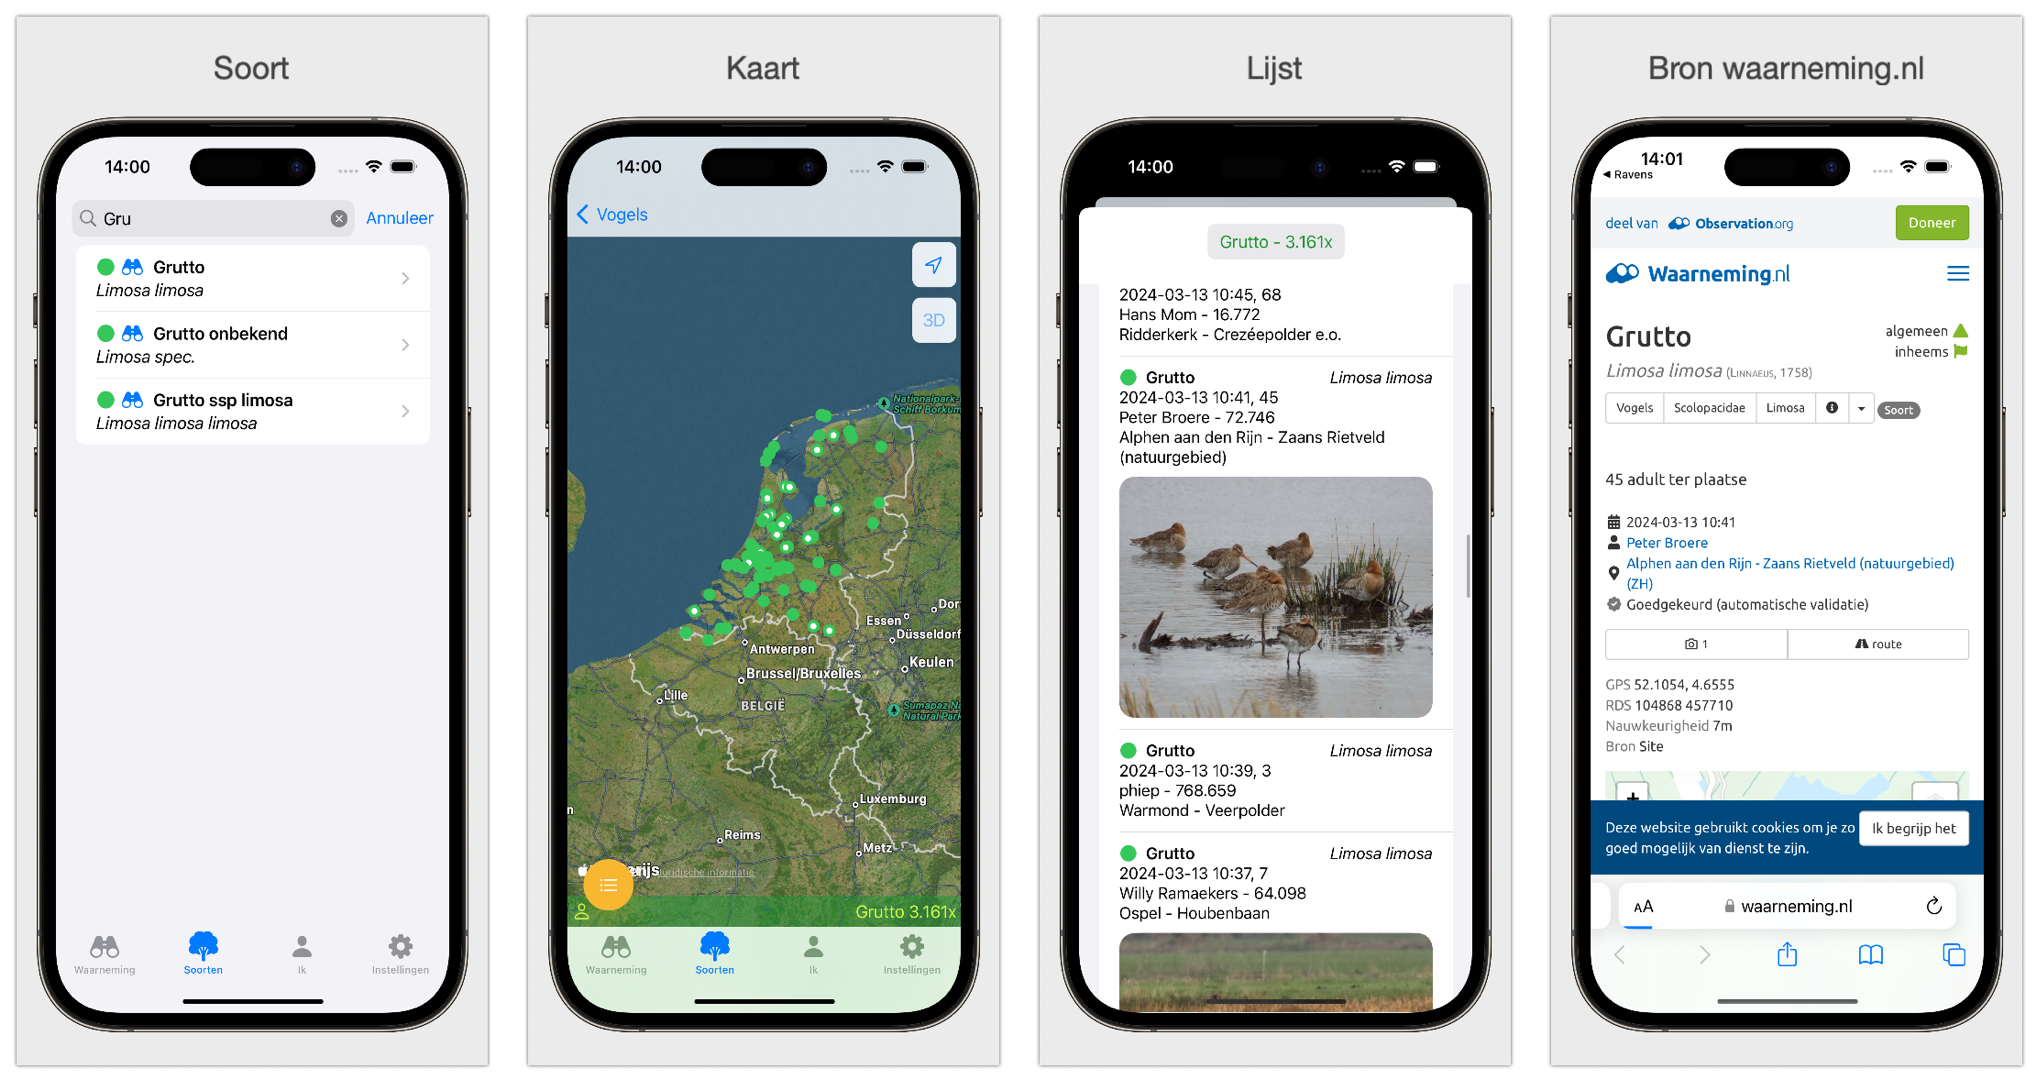 Soort
14:00
Gru
Annuleer
Grutto
Limosa limosa
Grutto onbekend
Limosa spec.
Grutto ssp limosa
Limosa limosa limosa
Waarneming
Soorten
Ik
Instellingen
Kaart
14:00
Vogels
3D
Nationalpark-
Schiff Borkum
Essen
Dor
Düsseldorf
Antwerpen
Keulen
Brussel/Bruxelles
Lille
BELGIË
Sumapaz Na
Natural Park
Luxemburg
Reims
Metz
juridische informatie
Grutto 3.161x
Waarneming
Soorten
Ik
Instellingen
Lijst
14:00
Grutto - 3.161x
2024-03-13 10:45, 68
Hans Mom - 16.772
Ridderkerk - Crezéepolder e.o.
Grutto Limosa limosa
2024-03-13 10:41, 45
Peter Broere - 72.746
Alphen aan den Rijn - Zaans Rietveld
(natuurgebied)
Grutto Limosa limosa
2024-03-13 10:39, 3
phiep - 768.659
Warmond - Veerpolder
Grutto Limosa limosa
2024-03-13 10:37, 7
Willy Ramaekers - 64.098
Ospel - Houbenbaan
Bron waarneming.nl
14:01
Ravens
deel van Observation.org Doneer
Waarneming.nl
Grutto
algemeen
inheems
Limosa limosa (Linnaeus, 1758)
Vogels Scolopacidae Limosa Soort
45 adult ter plaatse
2024-03-13 10:41
Peter Broere
Alphen aan den Rijn - Zaans Rietveld (natuurgebied)
(ZH)
Goedgekeurd (automatische validatie)
1 route
GPS 52.1054, 4.6555
RDS 104868 457710
Nauwkeurigheid 7m
Bron Site
+
Deze website gebruikt cookies om je zo
goed mogelijk van dienst te zijn.
Ik begrijp het
AA waarneming.nl